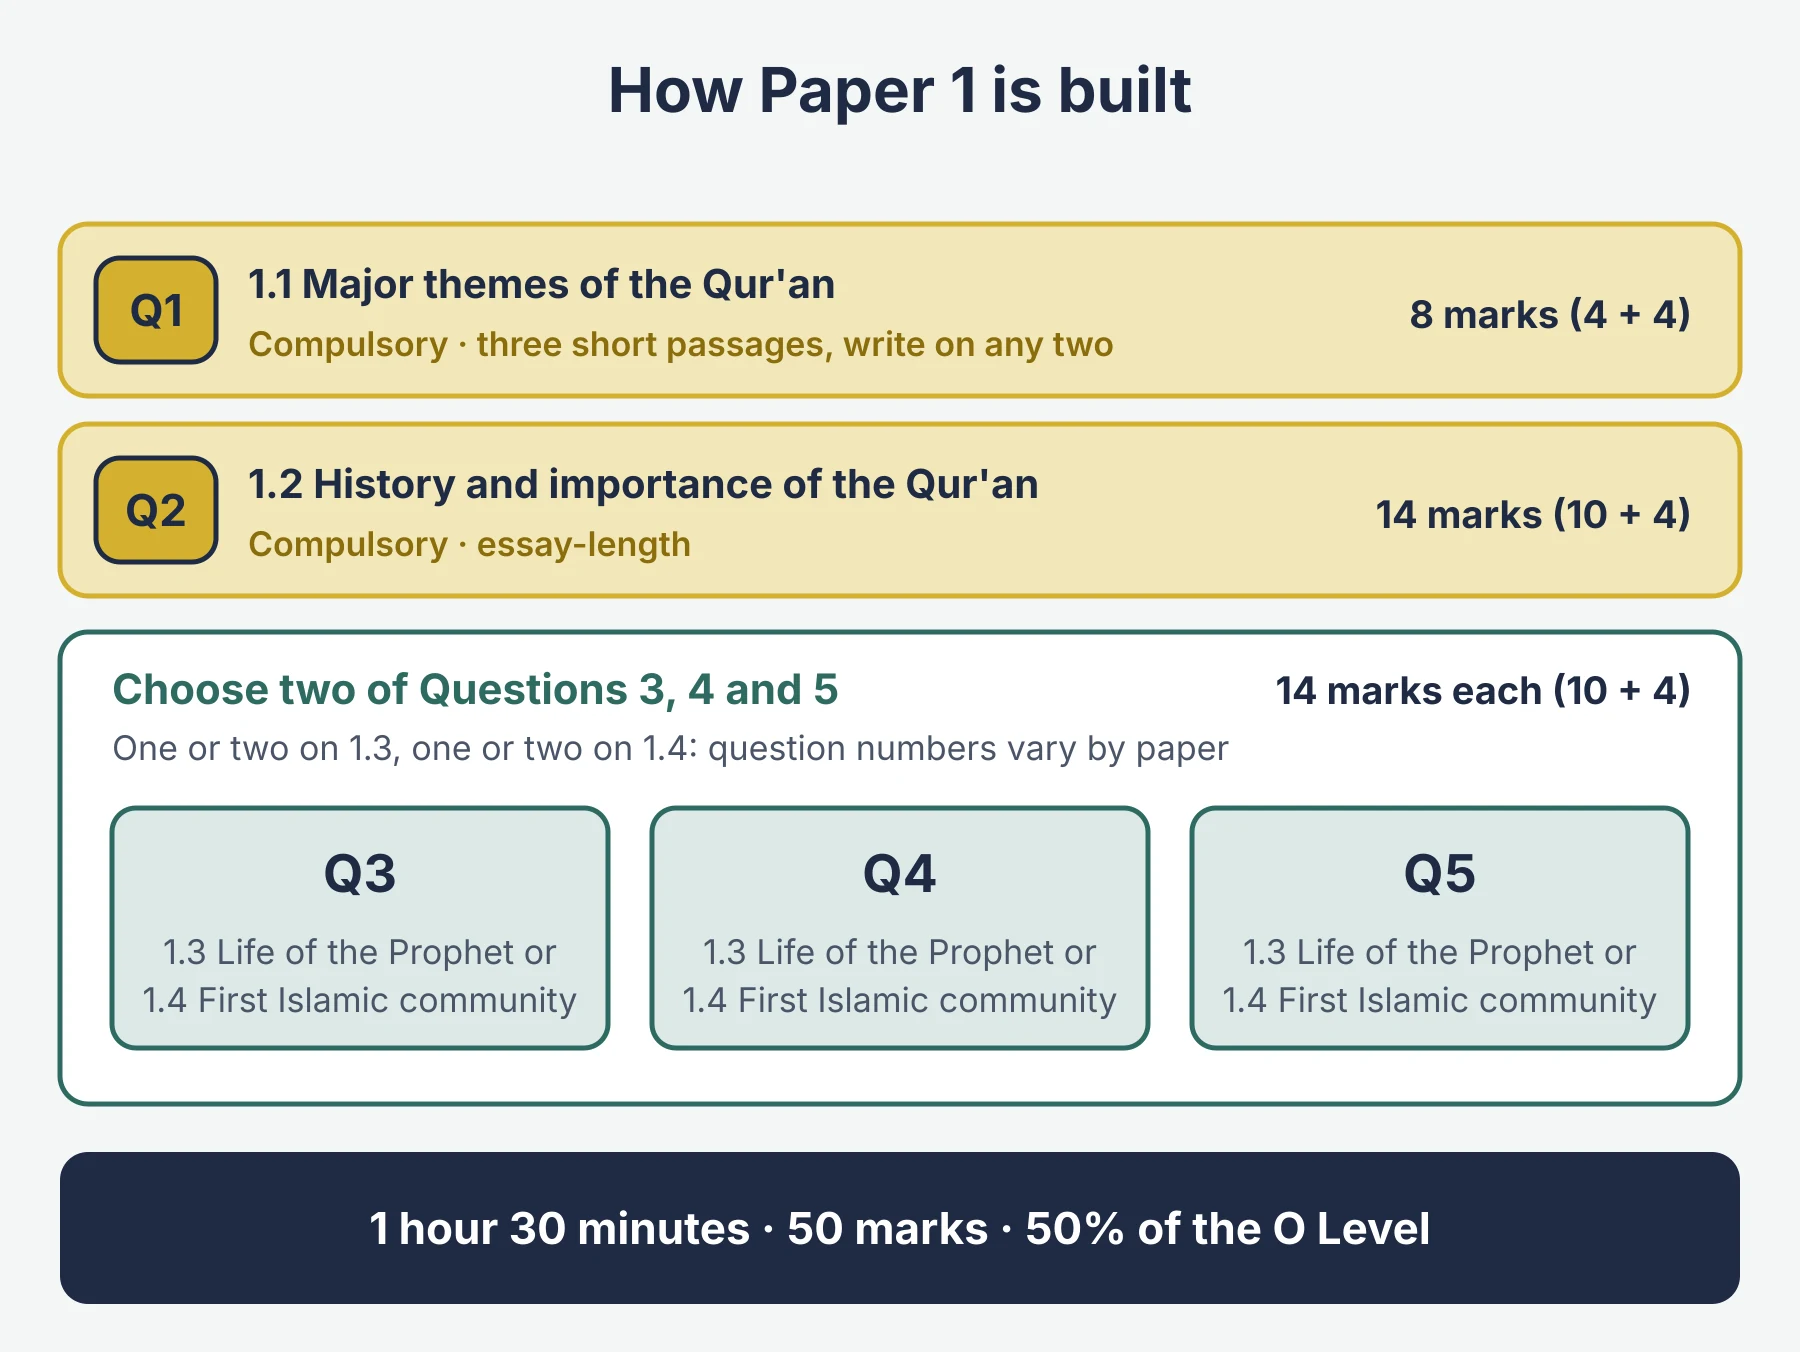 How Paper 1 is built
Q1
1.1 Major themes of the Qur'an
Compulsory · three short passages, write on any two
8 marks (4 + 4)
Q2
1.2 History and importance of the Qur'an
Compulsory · essay-length
14 marks (10 + 4)
Choose two of Questions 3, 4 and 5
14 marks each (10 + 4)
One or two on 1.3, one or two on 1.4: question numbers vary by paper
Q3
1.3 Life of the Prophet or
1.4 First Islamic community
Q4
1.3 Life of the Prophet or
1.4 First Islamic community
Q5
1.3 Life of the Prophet or
1.4 First Islamic community
1 hour 30 minutes · 50 marks · 50% of the O Level